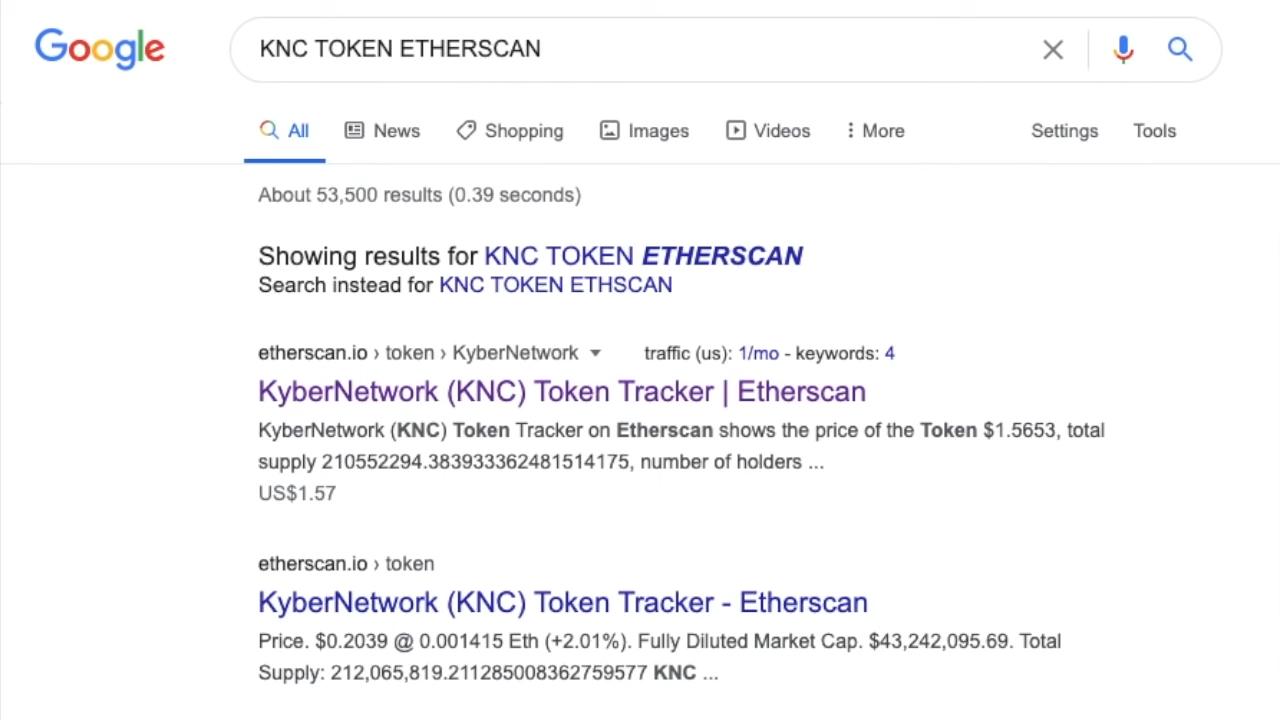 Google
KNC TOKEN ETHERSCAN
All News Shopping Images Videos More Settings Tools
About 53,500 results (0.39 seconds)
Showing results for KNC TOKEN ETHERSCAN
Search instead for KNC TOKEN ETHSCAN
etherscan.io › token › KyberNetwork traffic (us): 1/mo - keywords: 4
KyberNetwork (KNC) Token Tracker | Etherscan
KyberNetwork (KNC) Token Tracker on Etherscan shows the price of the Token $1.5653, total
supply 210552294.383933362481514175, number of holders ...
US$1.57
etherscan.io › token
KyberNetwork (KNC) Token Tracker - Etherscan
Price. $0.2039 @ 0.001415 Eth (+2.01%). Fully Diluted Market Cap. $43,242,095.69. Total
Supply: 212,065,819.211285008362759577 KNC ...